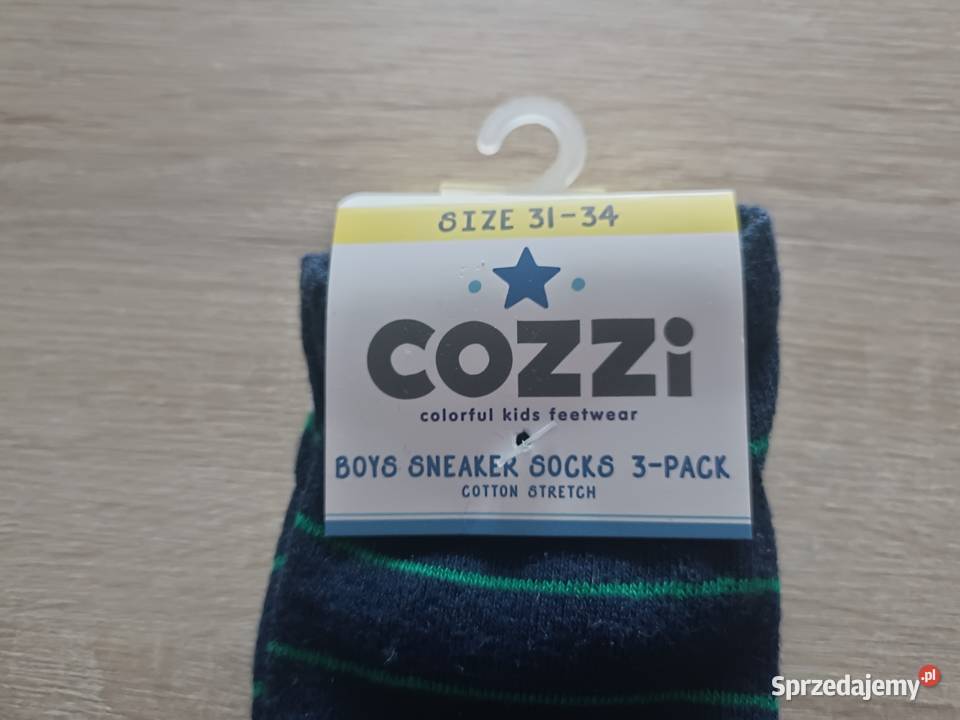 SIZE 31-34
COZZi
colorful kids feetwear
BOYS SNEAKER SOCKS 3-PACK
COTTON STRETCH
Sprzedajemy.pl